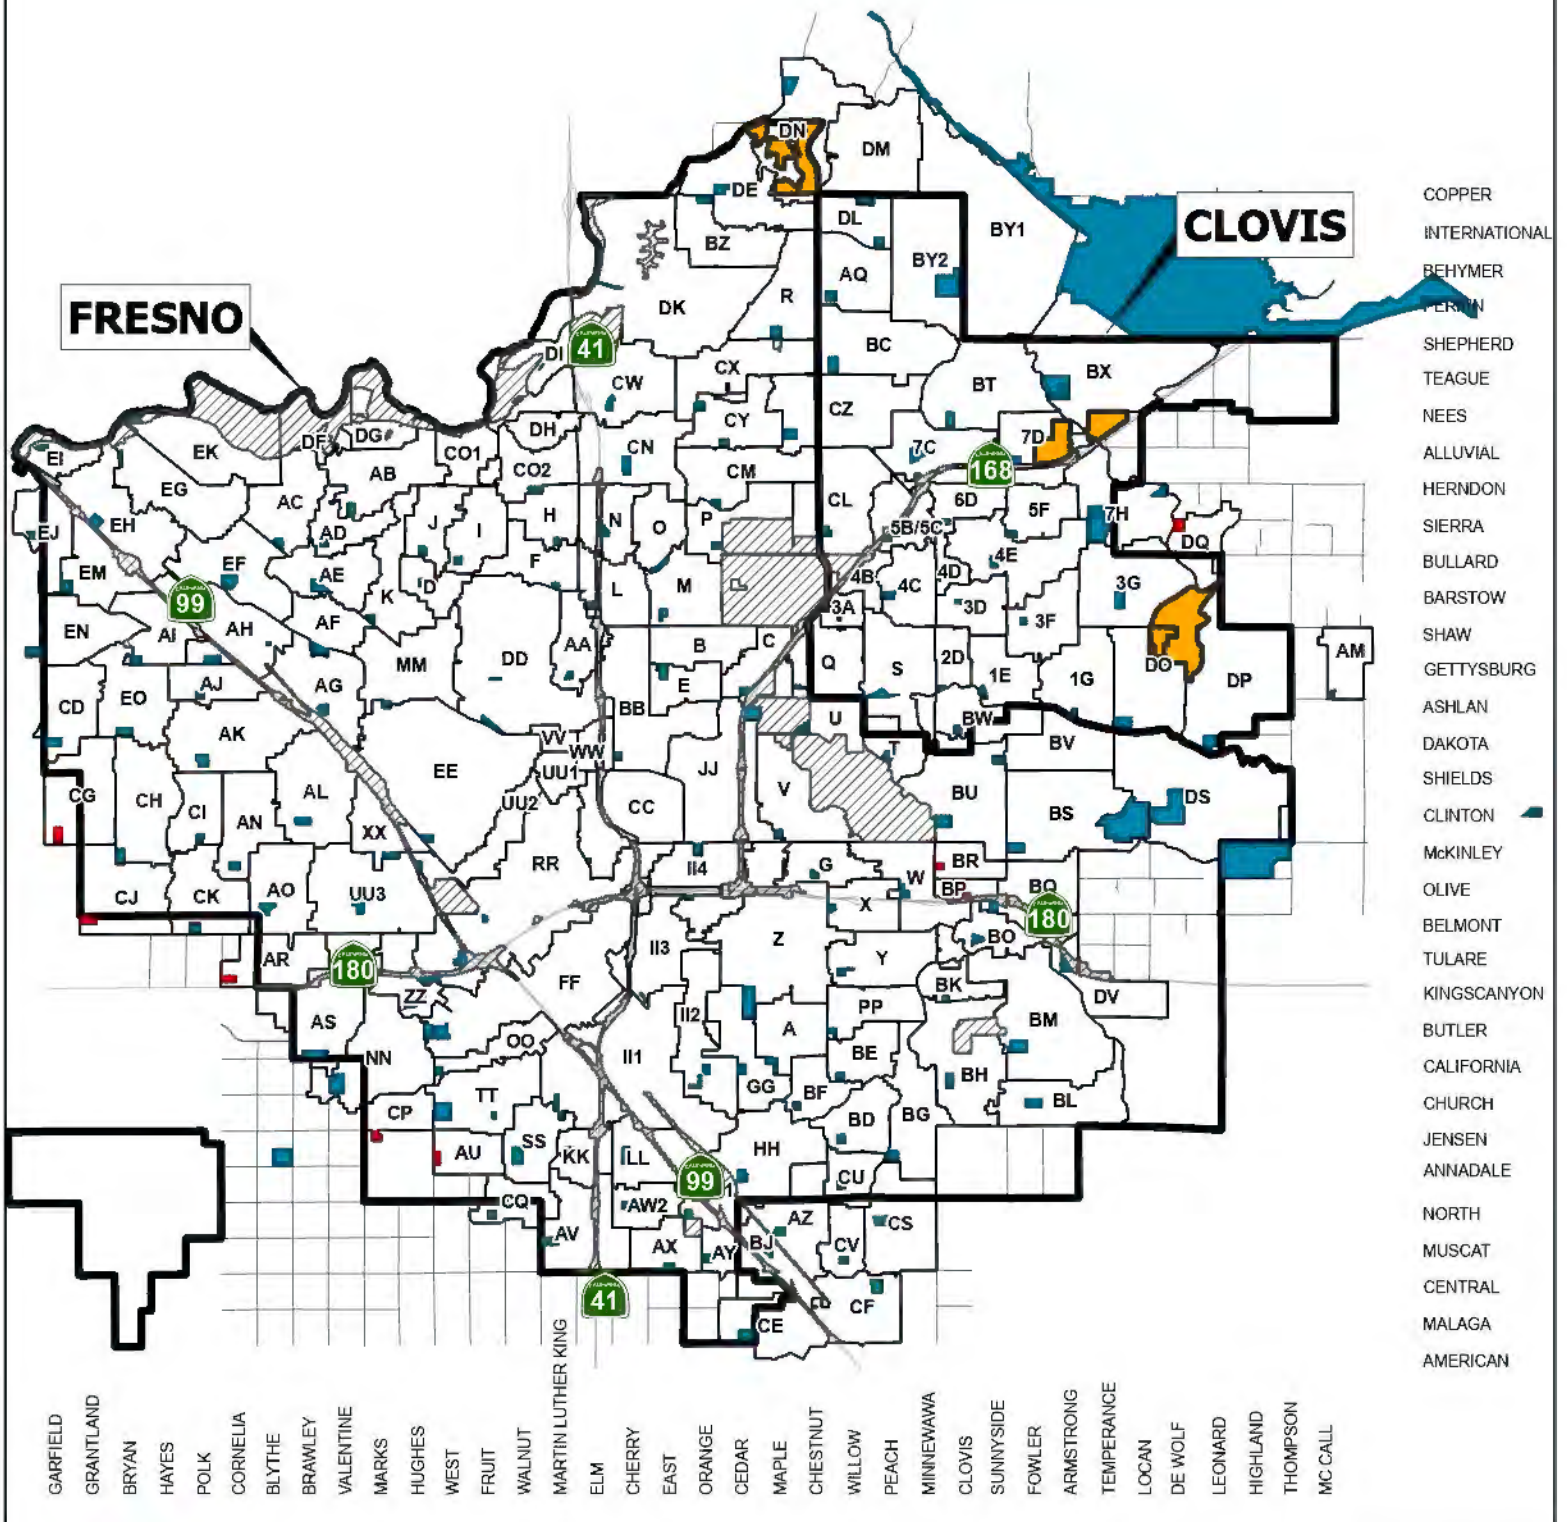 DN
DM
DE
COPPER
DL
CLOVIS
BY1
INTERNATIONAL
BZ
BY2
AQ
BEHYMER
R
DK
FRESNO
41
SHEPHERD
BC
DI
CX
BX
TEAGUE
CW
BT
CZ
NEES
CY
DH
DG
DF
7D
CN
7C
EK
CO1
ALLUVIAL
EI
168
CO2
CM
AB
HERNDON
EG
CL
6D
AC
5F
7H
H
N
O
P
J
I
EH
5B/5C
SIERRA
EJ
AD
DQ
4E
F
BULLARD
EF
EM
AE
4B
4C
4D
3G
D
M
L
K
99
BARSTOW
3A
3D
AF
3F
EN
AI
AH
SHAW
AA
B
C
AM
DD
MM
Q
S
2D
DO
GETTYSBURG
1E
1G
DP
AJ
AG
E
EO
CD
BB
ASHLAN
U
BW
AK
VV
WW
BV
DAKOTA
T
EE
UU1
JJ
SHIELDS
V
BU
CG
CH
AL
DS
UU2
CC
CI
AN
XX
BS
CLINTON
RR
II4
G
BR
McKINLEY
W
CJ
CK
AO
UU3
BP
BQ
OLIVE
X
180
BELMONT
Z
II3
BO
AR
Y
TULARE
180
FF
BK
ZZ
DV
KINGSCANYON
PP
AS
II2
A
BM
BUTLER
OO
NN
II1
BE
CALIFORNIA
GG
BH
TT
BF
BL
CP
BD
BG
CHURCH
SS
JENSEN
AU
KK
LL
HH
ANNADALE
99
CU
CQ
AW2
1
NORTH
AZ
CS
AV
BJ
AX
AY
CV
MUSCAT
CENTRAL
41
CF
CE
MALAGA
AMERICAN
GARFIELD
GRANTLAND
BRYAN
HAYES
POLK
CORNELIA
BLYTHE
BRAWLEY
VALENTINE
MARKS
HUGHES
WEST
FRUIT
WALNUT
MARTIN LUTHER KING
ELM
CHERRY
EAST
ORANGE
CEDAR
MAPLE
CHESTNUT
WILLOW
PEACH
MINNEWAWA
CLOVIS
SUNNYSIDE
FOWLER
ARMSTRONG
TEMPERANCE
LOCAN
DE WOLF
LEONARD
HIGHLAND
THOMPSON
MC CALL